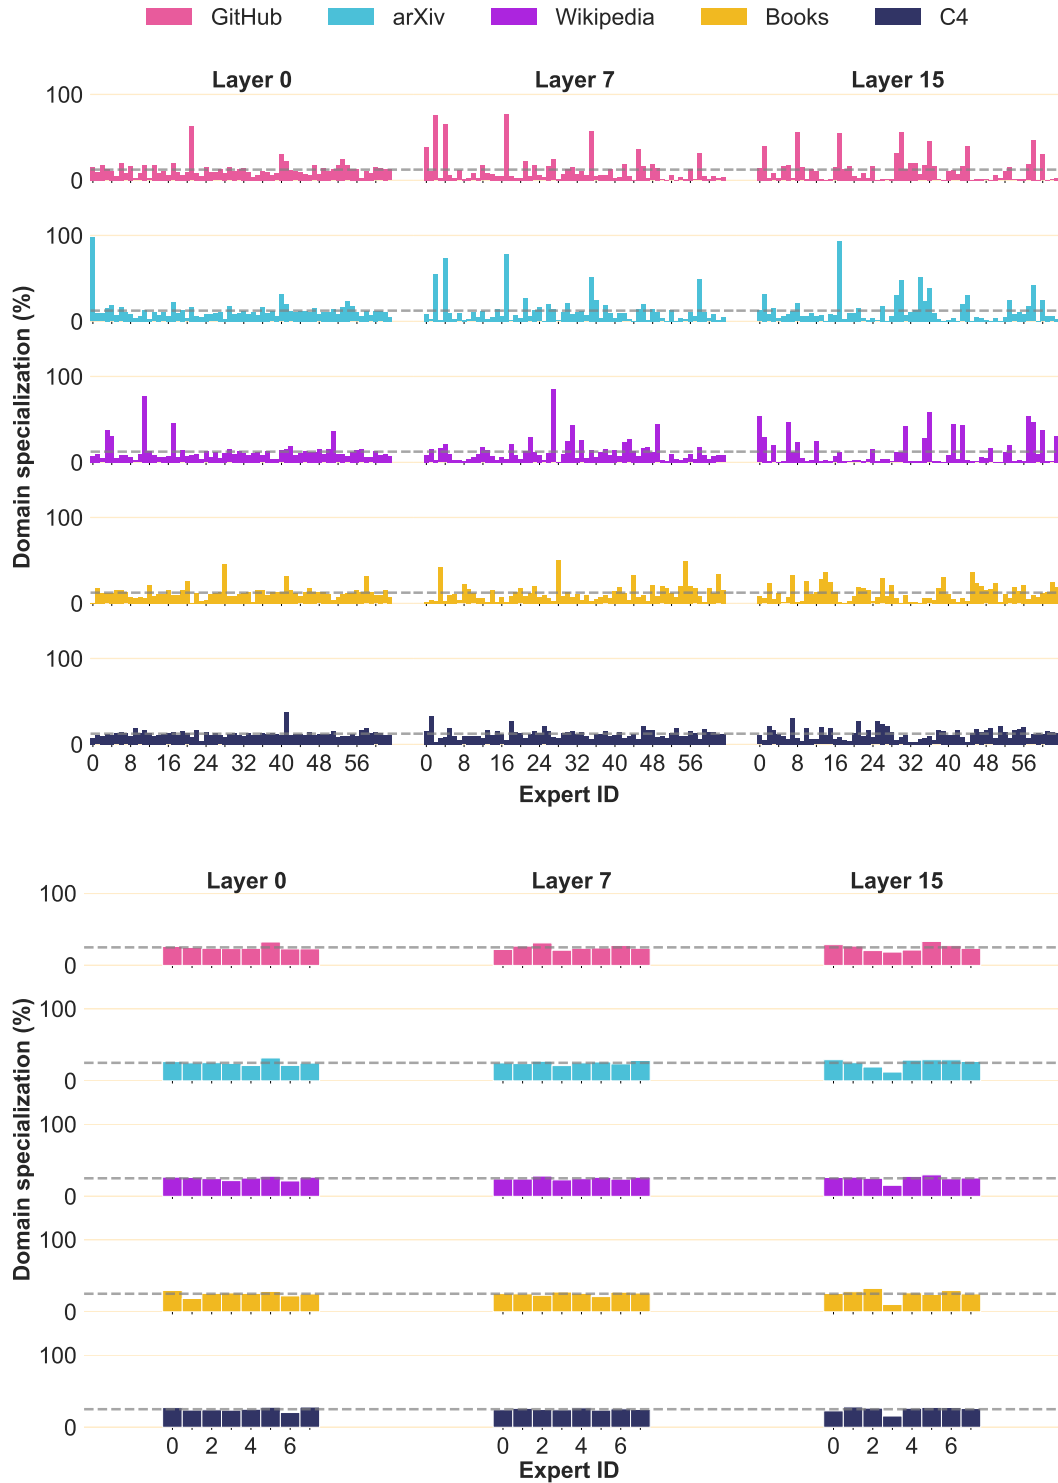 GitHub arXiv Wikipedia Books C4
Layer 0 Layer 7 Layer 15
100
0
100
0
100
0
100
0
100
0
Domain specialization (%)
0 8 16 24 32 40 48 56 0 8 16 24 32 40 48 56 0 8 16 24 32 40 48 56
Expert ID
Layer 0 Layer 7 Layer 15
100
0
100
0
100
0
100
0
100
0
Domain specialization (%)
0 2 4 6 0 2 4 6 0 2 4 6
Expert ID